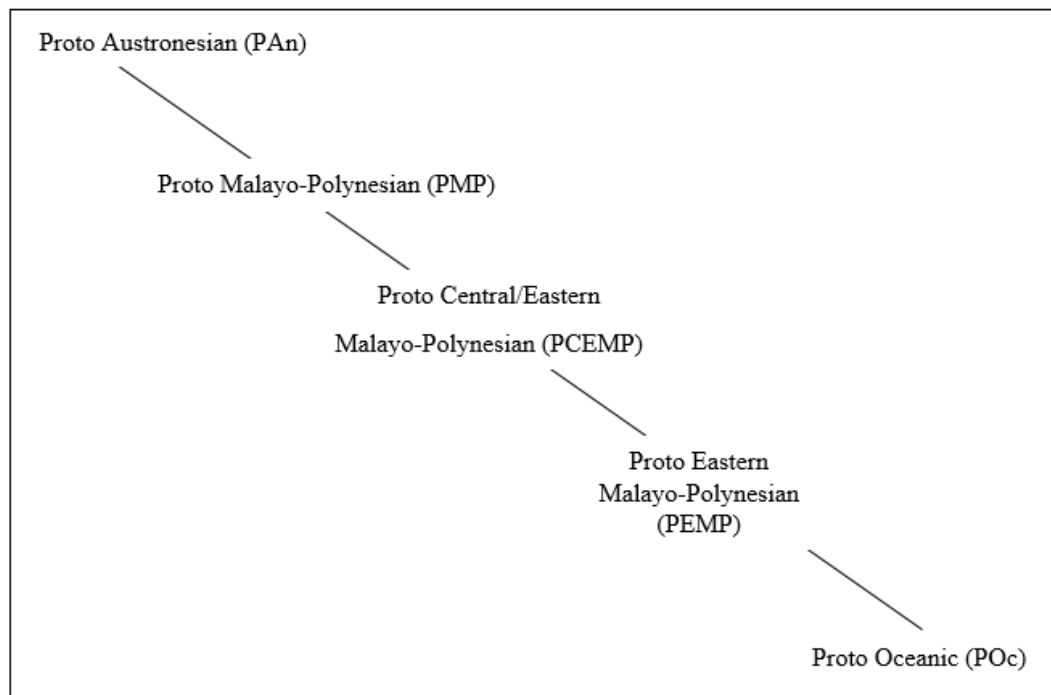 Proto Austronesian (PAn)
Proto Malayo-Polynesian (PMP)
Proto Central/Eastern
Malayo-Polynesian (PCEMP)
Proto Eastern
Malayo-Polynesian
(PEMP)
Proto Oceanic (POc)